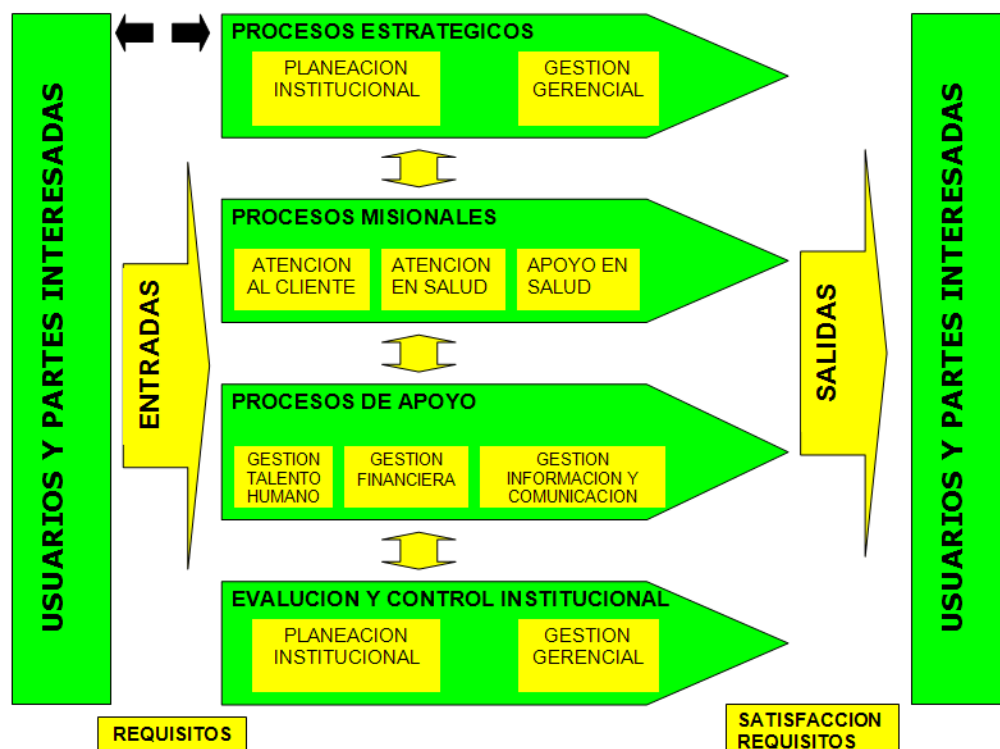 USUARIOS Y PARTES INTERESADAS
PROCESOS ESTRATEGICOS
PLANEACION
INSTITUCIONAL
GESTION
GERENCIAL
ENTRADAS
PROCESOS MISIONALES
ATENCION
AL CLIENTE
ATENCION
EN SALUD
APOYO EN
SALUD
PROCESOS DE APOYO
GESTION
TALENTO
HUMANO
GESTION
FINANCIERA
GESTION
INFORMACION Y
COMUNICACION
EVALUCION Y CONTROL INSTITUCIONAL
PLANEACION
INSTITUCIONAL
GESTION
GERENCIAL
SALIDAS
USUARIOS Y PARTES INTERESADAS
REQUISITOS
SATISFACCION
REQUISITOS